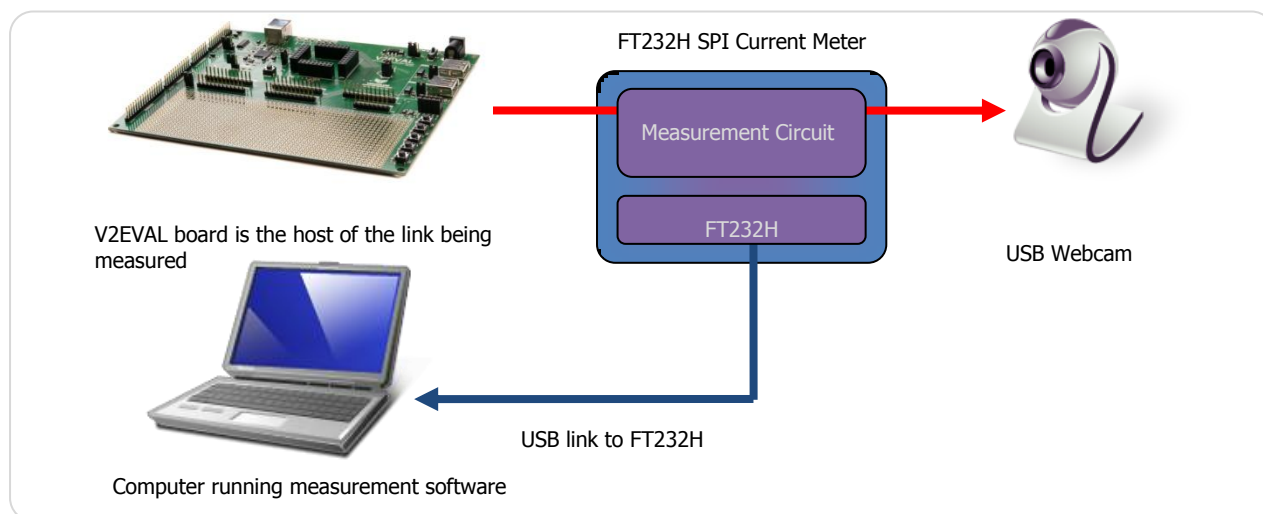 FT232H SPI Current Meter
Measurement Circuit
FT232H
V2EVAL board is the host of the link being
measured
USB Webcam
USB link to FT232H
Computer running measurement software